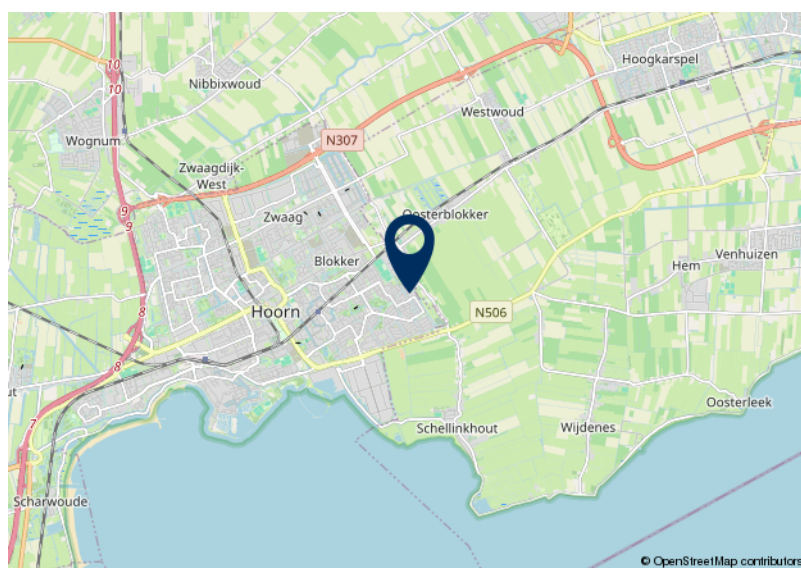 10
10
Nibbixwoud
Hoogkarspel
Westwoud
Wognum
N307
Zwaagdijk-
West
9
9
Zwaag
Oosterblokker
Blokker
Venhuizen
Hem
8
Hoorn
N506
8
Oosterleek
7
Schellinkhout
Wijdenes
Scharwoude
© OpenStreetMap contributors